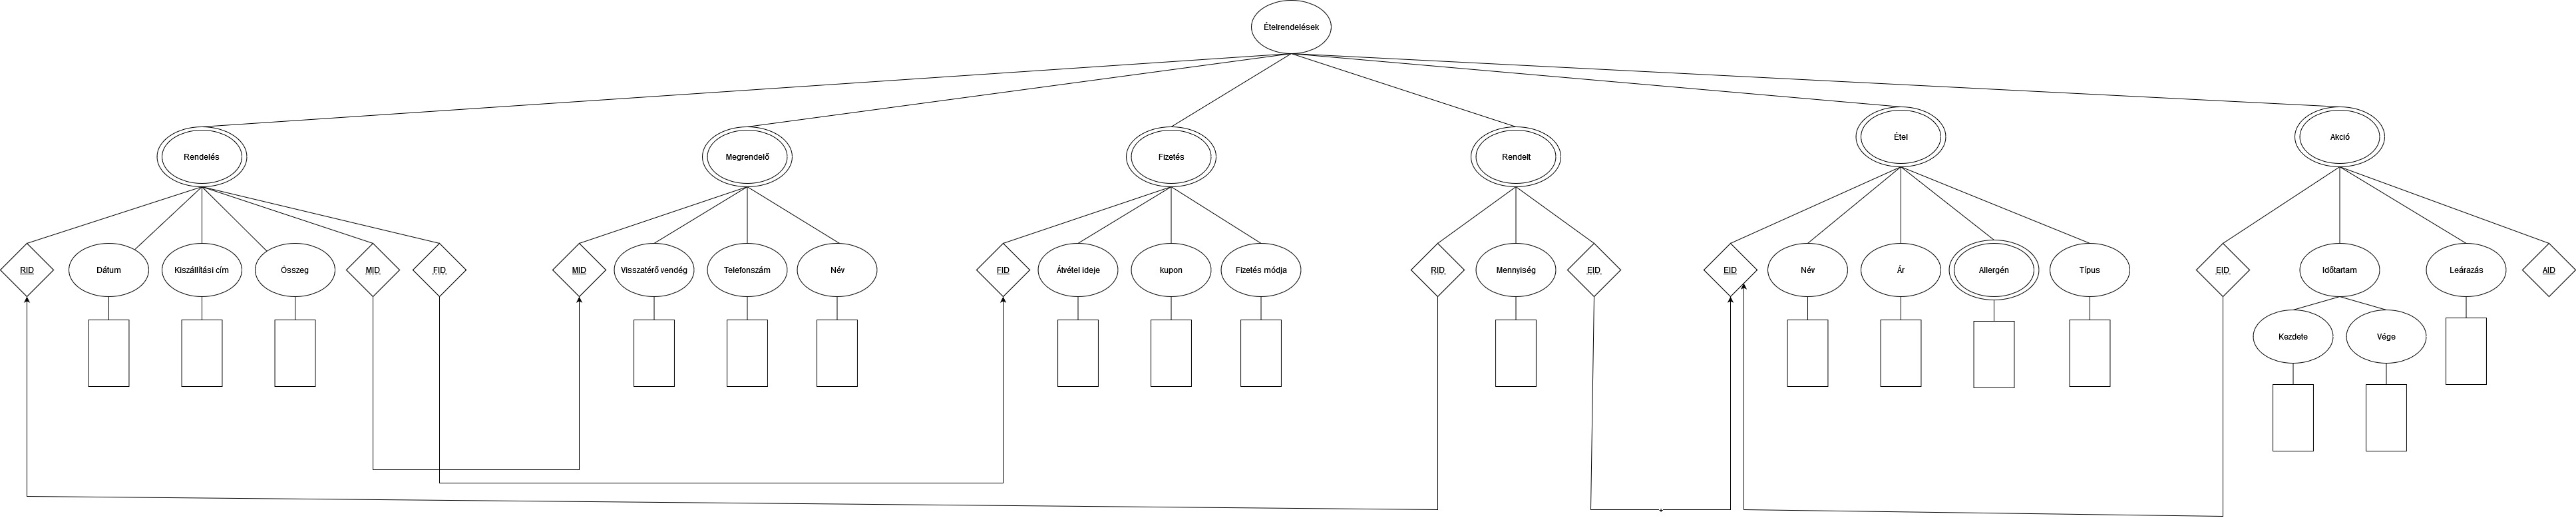 Ételrendelések
Rendelés
Megrendelő
Fizetés
Rendelt
Étel
Akció
RID
Dátum
Kiszállítási cím
Összeg
MID
FID
MID
Visszatérő vendég
Telefonszám
Név
FID
Átvétel ideje
kupon
Fizetés módja
RID
Mennyiség
EID
EID
Név
Ár
Allergén
Típus
EID
Időtartam
Leárazás
AID
Kezdete
Vége